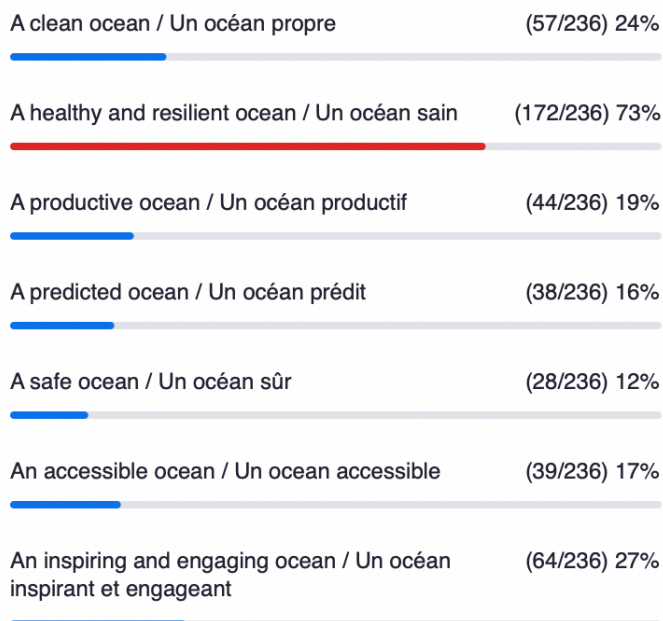 A clean ocean / Un océan propre (57/236) 24%
A healthy and resilient ocean / Un océan sain (172/236) 73%
A productive ocean / Un océan productif (44/236) 19%
A predicted ocean / Un océan prédit (38/236) 16%
A safe ocean / Un océan sûr (28/236) 12%
An accessible ocean / Un ocean accessible (39/236) 17%
An inspiring and engaging ocean / Un océan (64/236) 27%
inspirant et engageant